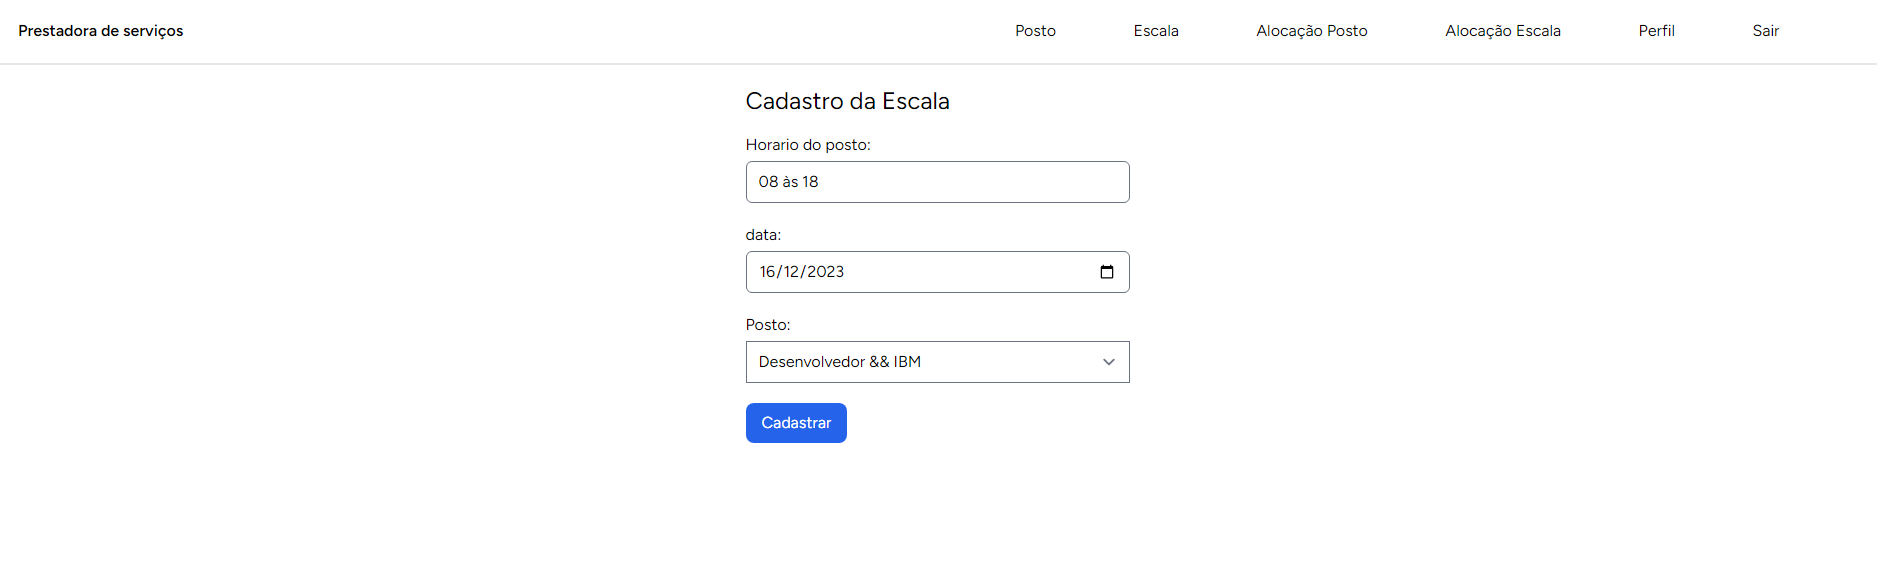 Prestadora de serviços Posto Escala Alocação Posto Alocação Escala Perfil Sair
Cadastro da Escala
Horario do posto:
08 às 18
data:
16/12/2023
Posto:
Desenvolvedor && IBM
Cadastrar